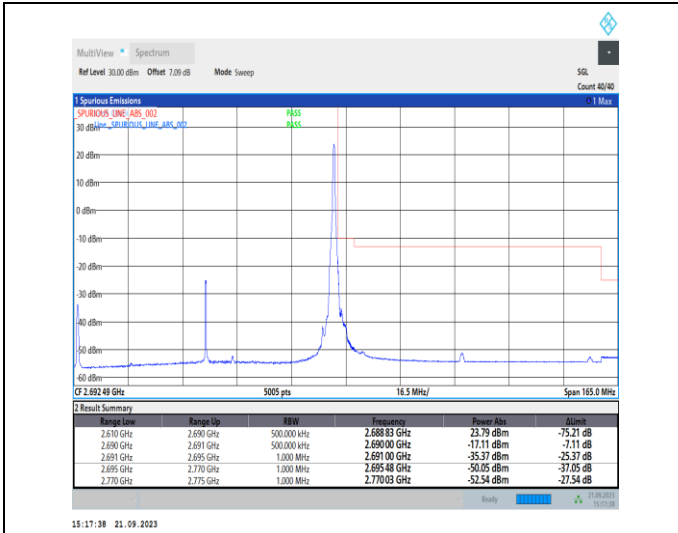 MultiView Spectrum
Ref Level 30.00 dBm Offset 7.09 dB Mode Sweep SGL
Count 40/40
1 Spurious Emissions 1 Max
_SPURIOUS_LINE_ABS_002 PASS
Line _SPURIOUS_LINE_ABS_002 PASS
30 dBm
20 dBm
10 dBm
0 dBm
-10 dBm
-20 dBm
-30 dBm
-40 dBm
-50 dBm
-60 dBm
CF 2.692 49 GHz 5005 pts 16.5 MHz/ Span 165.0 MHz
2 Result Summary
Range Low Range Up RBW Frequency Power Abs ΔLimit
2.610 GHz 2.690 GHz 500.000 kHz 2.688 83 GHz 23.79 dBm -75.21 dB
2.690 GHz 2.691 GHz 500.000 kHz 2.690 00 GHz -17.11 dBm -7.11 dB
2.691 GHz 2.695 GHz 1.000 MHz 2.691 00 GHz -35.37 dBm -25.37 dB
2.695 GHz 2.770 GHz 1.000 MHz 2.695 48 GHz -50.05 dBm -37.05 dB
2.770 GHz 2.775 GHz 1.000 MHz 2.770 03 GHz -52.54 dBm -27.54 dB
Ready 21.09.2023
15:17:38
15:17:38 21.09.2023